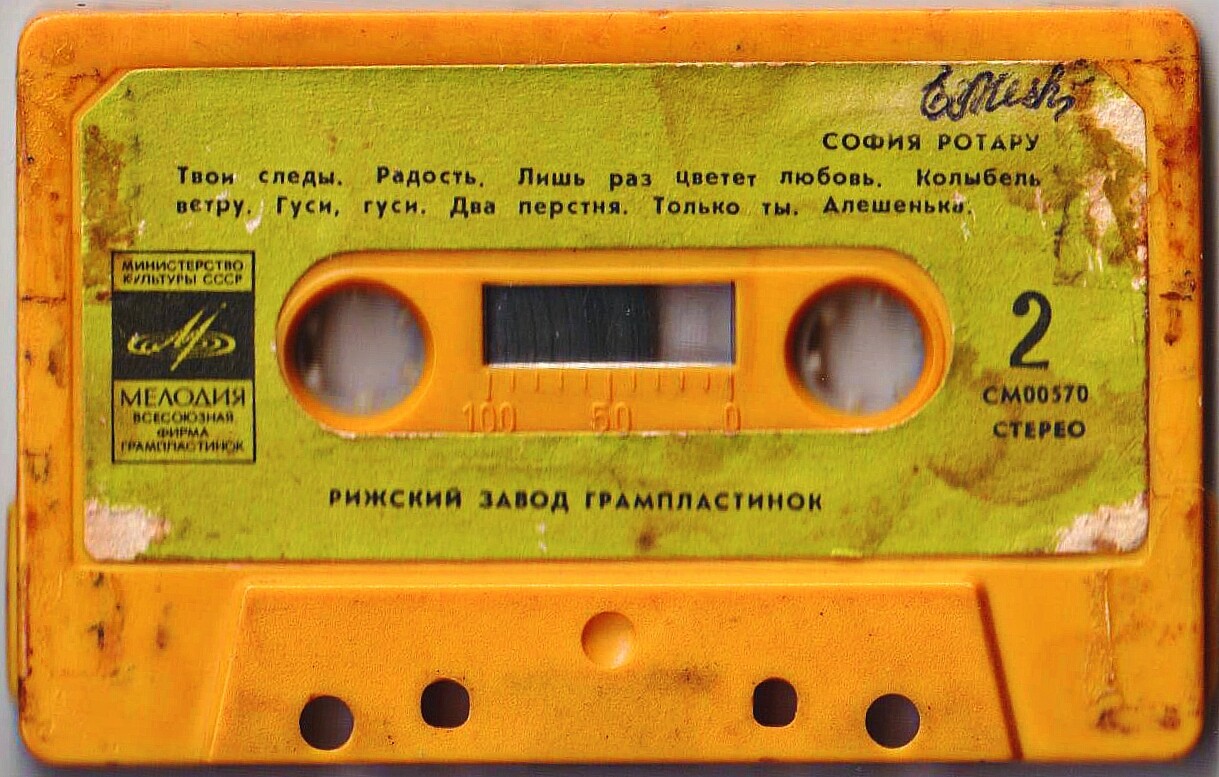 СОФИЯ РОТАРУ
Твои следы. Радость. Лишь раз цветет любовь. Колыбель
ветру. Гуси, гуси. Два перстня. Только ты. Алешенька.
МИНИСТЕРСТВО
КУЛЬТУРЫ СССР
МЕЛОДИЯ
ВСЕСОЮЗНАЯ
ФИРМА
ГРАМПЛАСТИНОК
100 50 0
2
СМ00570
СТЕРЕО
РИЖСКИЙ ЗАВОД ГРАМПЛАСТИНОК